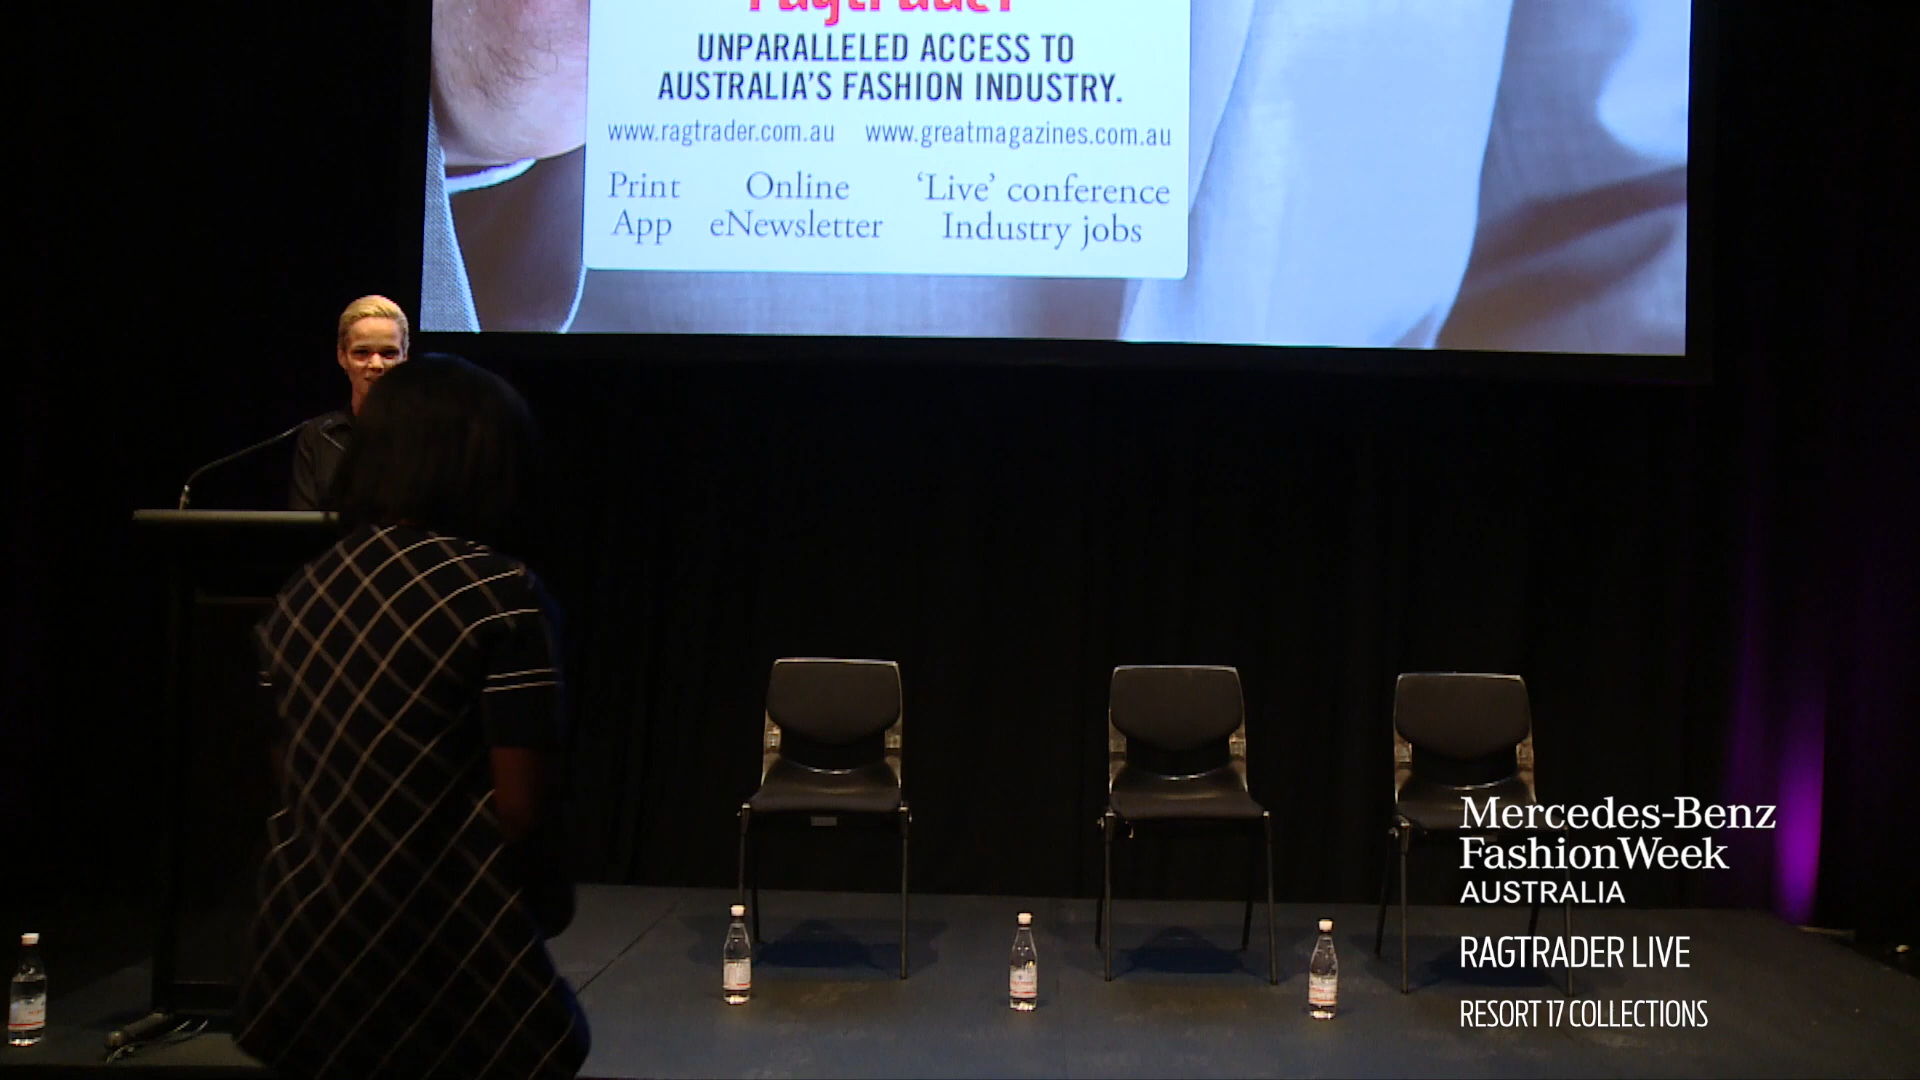 ragtrader
UNPARALLELED ACCESS TO
AUSTRALIA'S FASHION INDUSTRY.
www.ragtrader.com.au www.greatmagazines.com.au
Print Online 'Live' conference
App eNewsletter Industry jobs
Mercedes-Benz
FashionWeek
AUSTRALIA
RAGTRADER LIVE
RESORT 17 COLLECTIONS